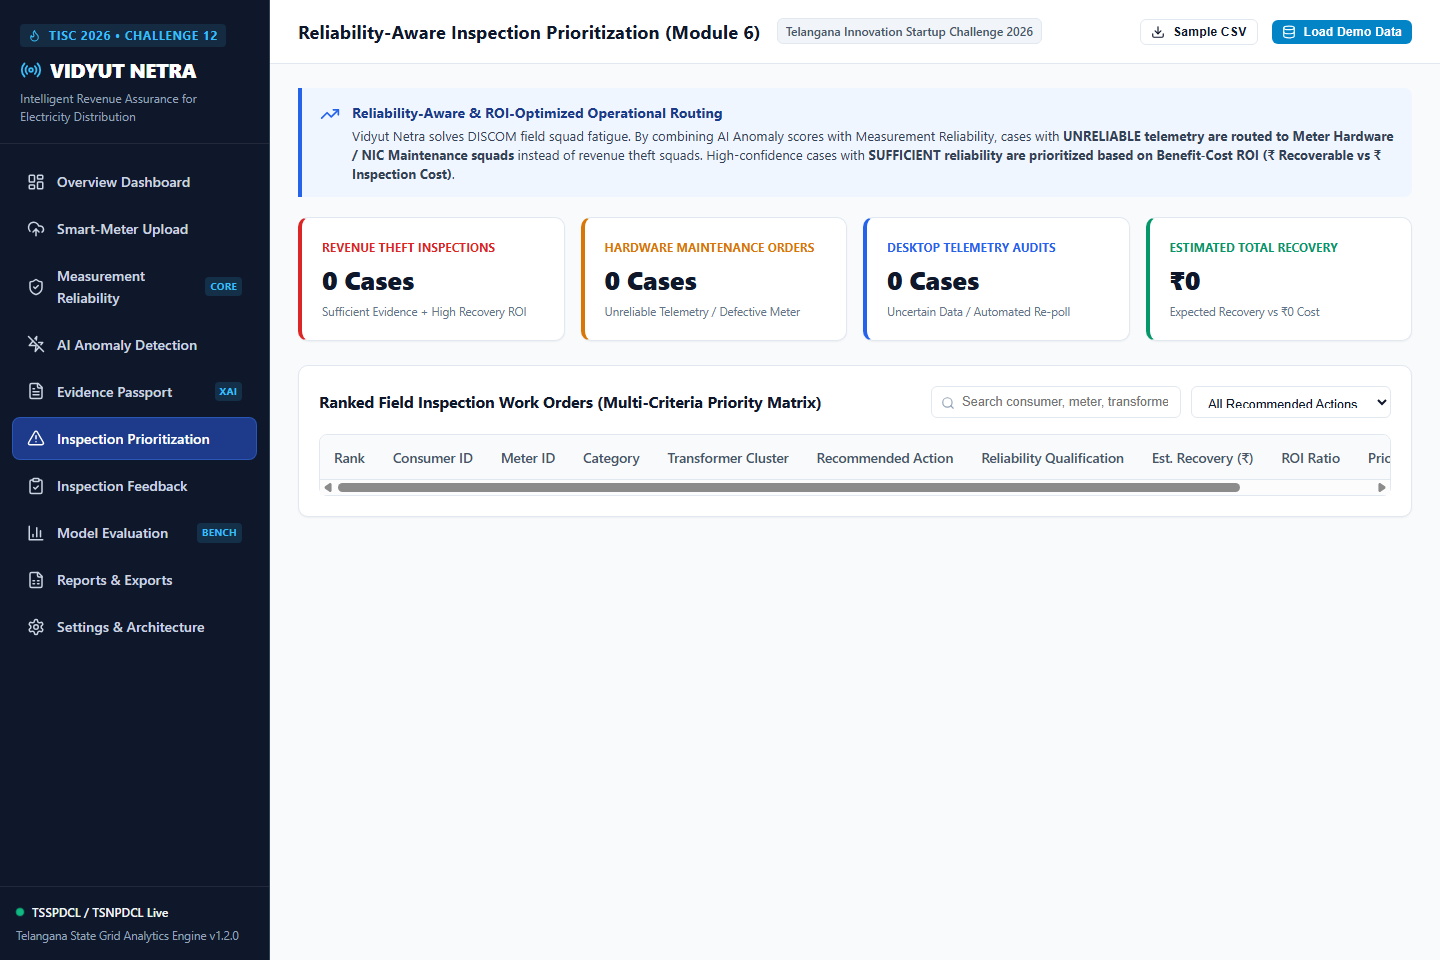 TISC 2026 • CHALLENGE 12
VIDYUT NETRA
Intelligent Revenue Assurance for
Electricity Distribution
Overview Dashboard
Smart-Meter Upload
Measurement
Reliability
CORE
AI Anomaly Detection
Evidence Passport
XAI
Inspection Prioritization
Inspection Feedback
Model Evaluation
BENCH
Reports & Exports
Settings & Architecture
TSSPDCL / TSNPDCL Live
Telangana State Grid Analytics Engine v1.2.0
Reliability-Aware Inspection Prioritization (Module 6)
Telangana Innovation Startup Challenge 2026
Sample CSV
Load Demo Data
Reliability-Aware & ROI-Optimized Operational Routing
Vidyut Netra solves DISCOM field squad fatigue. By combining AI Anomaly scores with Measurement Reliability, cases with UNRELIABLE telemetry are routed to Meter Hardware
/ NIC Maintenance squads instead of revenue theft squads. High-confidence cases with SUFFICIENT reliability are prioritized based on Benefit-Cost ROI (₹ Recoverable vs ₹
Inspection Cost).
REVENUE THEFT INSPECTIONS
0 Cases
Sufficient Evidence + High Recovery ROI
HARDWARE MAINTENANCE ORDERS
0 Cases
Unreliable Telemetry / Defective Meter
DESKTOP TELEMETRY AUDITS
0 Cases
Uncertain Data / Automated Re-poll
ESTIMATED TOTAL RECOVERY
₹0
Expected Recovery vs ₹0 Cost
Ranked Field Inspection Work Orders (Multi-Criteria Priority Matrix)
Search consumer, meter, transforme
All Recommended Actions
Rank Consumer ID Meter ID Category Transformer Cluster Recommended Action Reliability Qualification Est. Recovery (₹) ROI Ratio Pric